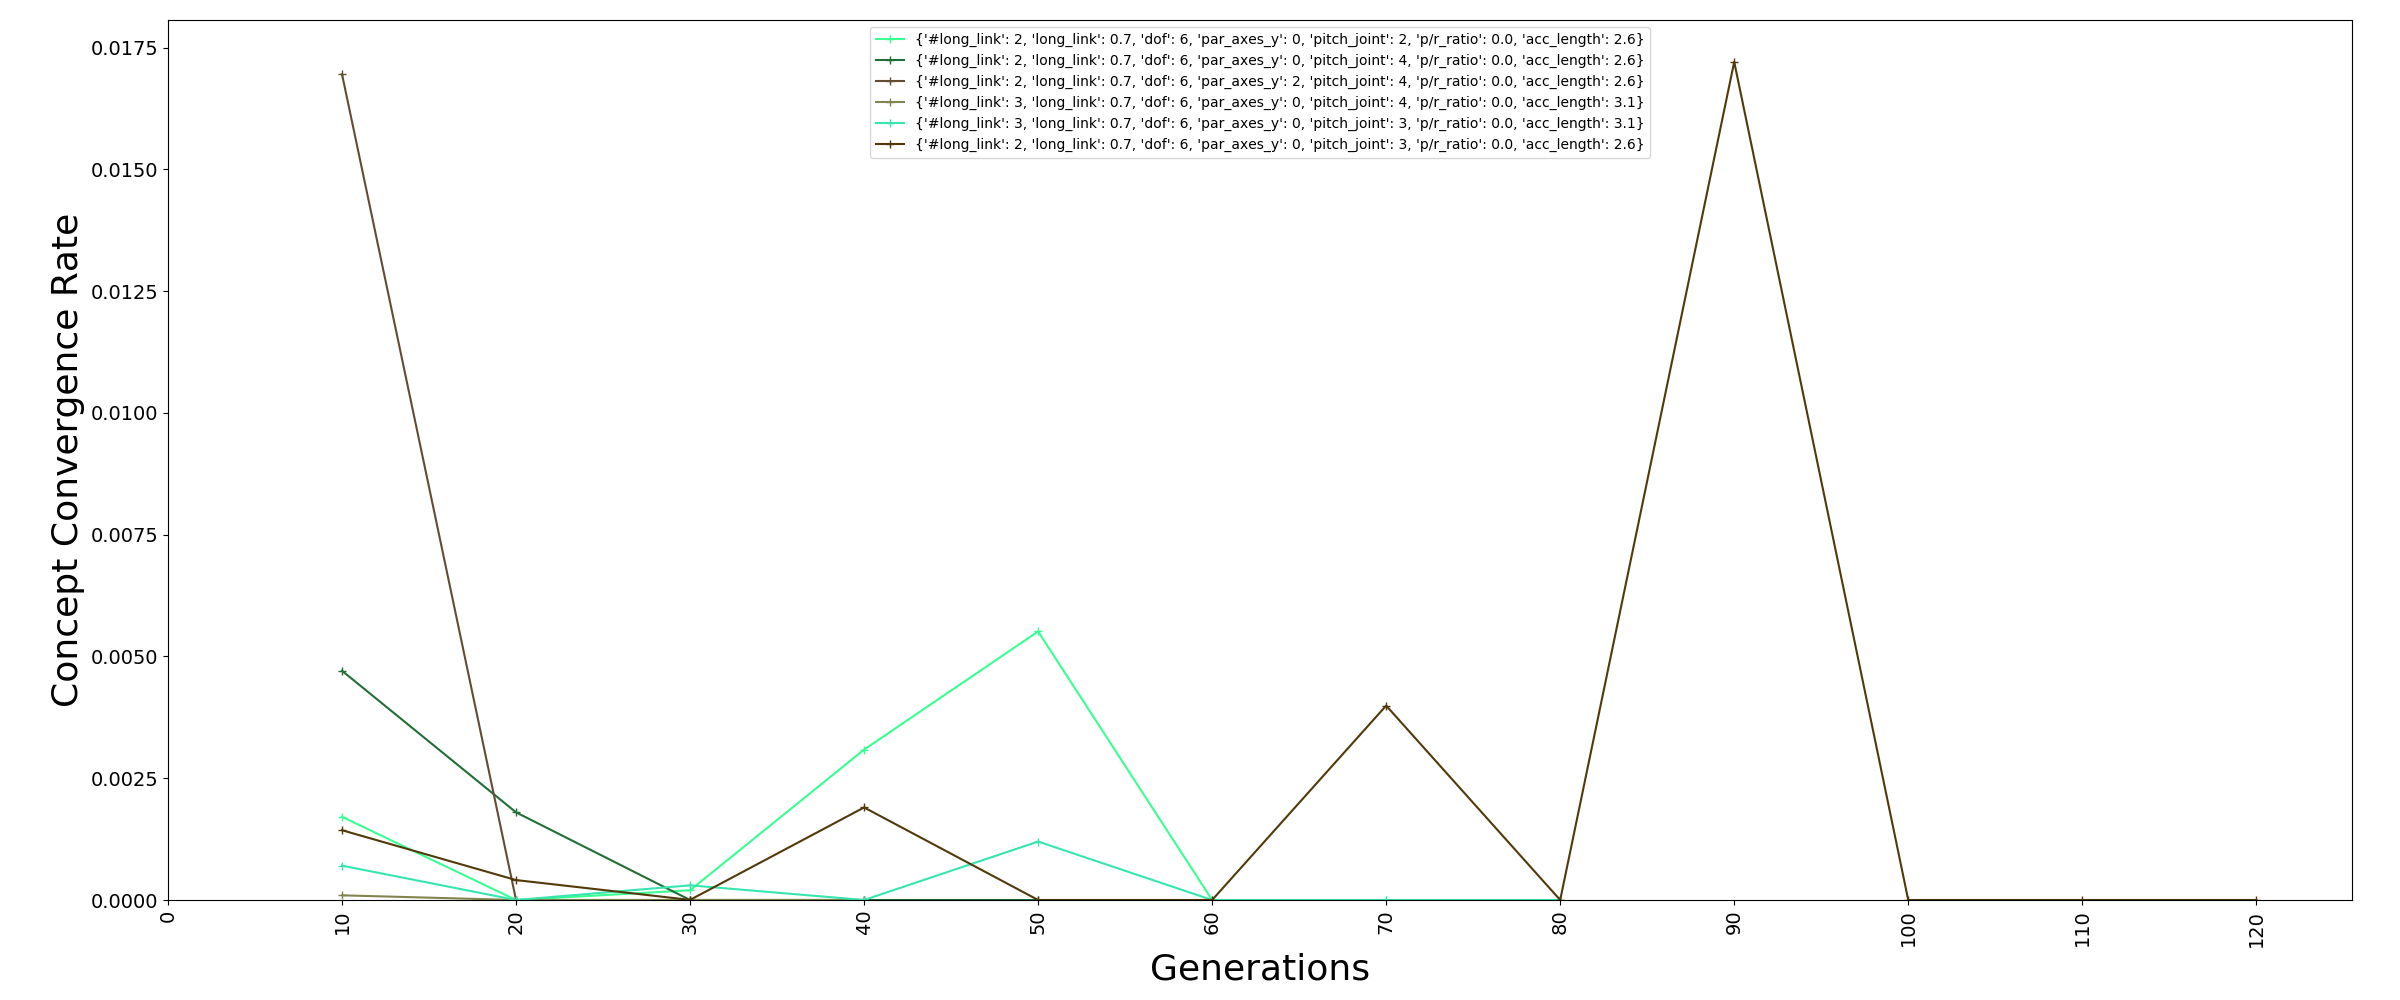 {'#long_link': 2, 'long_link': 0.7, 'dof': 6, 'par_axes_y': 0, 'pitch_joint': 2, 'p/r_ratio': 0.0, 'acc_length': 2.6}
{'#long_link': 2, 'long_link': 0.7, 'dof': 6, 'par_axes_y': 0, 'pitch_joint': 4, 'p/r_ratio': 0.0, 'acc_length': 2.6}
{'#long_link': 2, 'long_link': 0.7, 'dof': 6, 'par_axes_y': 2, 'pitch_joint': 4, 'p/r_ratio': 0.0, 'acc_length': 2.6}
{'#long_link': 3, 'long_link': 0.7, 'dof': 6, 'par_axes_y': 0, 'pitch_joint': 4, 'p/r_ratio': 0.0, 'acc_length': 3.1}
{'#long_link': 3, 'long_link': 0.7, 'dof': 6, 'par_axes_y': 0, 'pitch_joint': 3, 'p/r_ratio': 0.0, 'acc_length': 3.1}
{'#long_link': 2, 'long_link': 0.7, 'dof': 6, 'par_axes_y': 0, 'pitch_joint': 3, 'p/r_ratio': 0.0, 'acc_length': 2.6}
Concept Convergence Rate
0.0175
0.0150
0.0125
0.0100
0.0075
0.0050
0.0025
0.0000
0 10 20 30 40 50 60 70 80 90 100 110 120
Generations